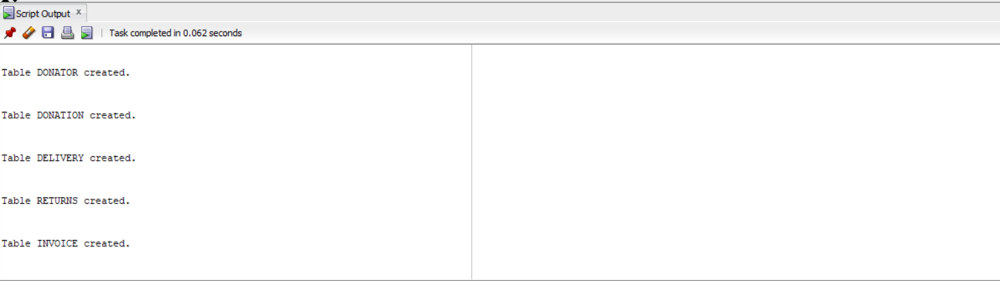 Script Output x
Task completed in 0.062 seconds
Table DONATOR created.
Table DONATION created.
Table DELIVERY created.
Table RETURNS created.
Table INVOICE created.